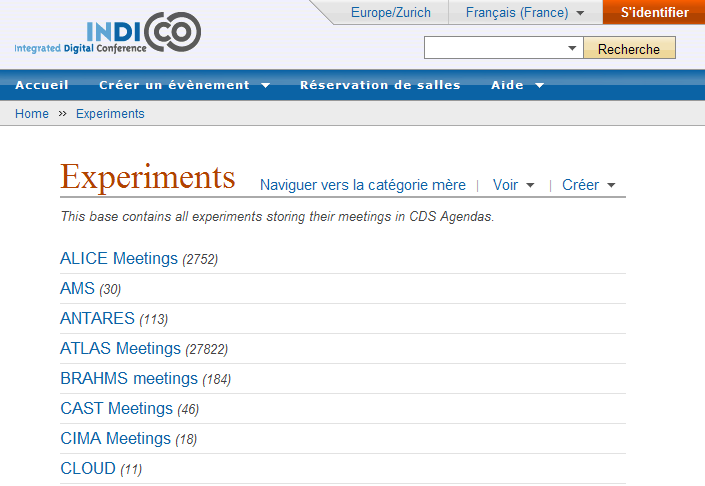 INDICO
Integrated Digital Conference
Europe/Zurich
Français (France)
S'identifier
Recherche
Accueil Créer un évènement Réservation de salles Aide
Home » Experiments
Experiments Naviguer vers la catégorie mère | Voir | Créer
This base contains all experiments storing their meetings in CDS Agendas.
ALICE Meetings (2752)
AMS (30)
ANTARES (113)
ATLAS Meetings (27822)
BRAHMS meetings (184)
CAST Meetings (46)
CIMA Meetings (18)
CLOUD (11)